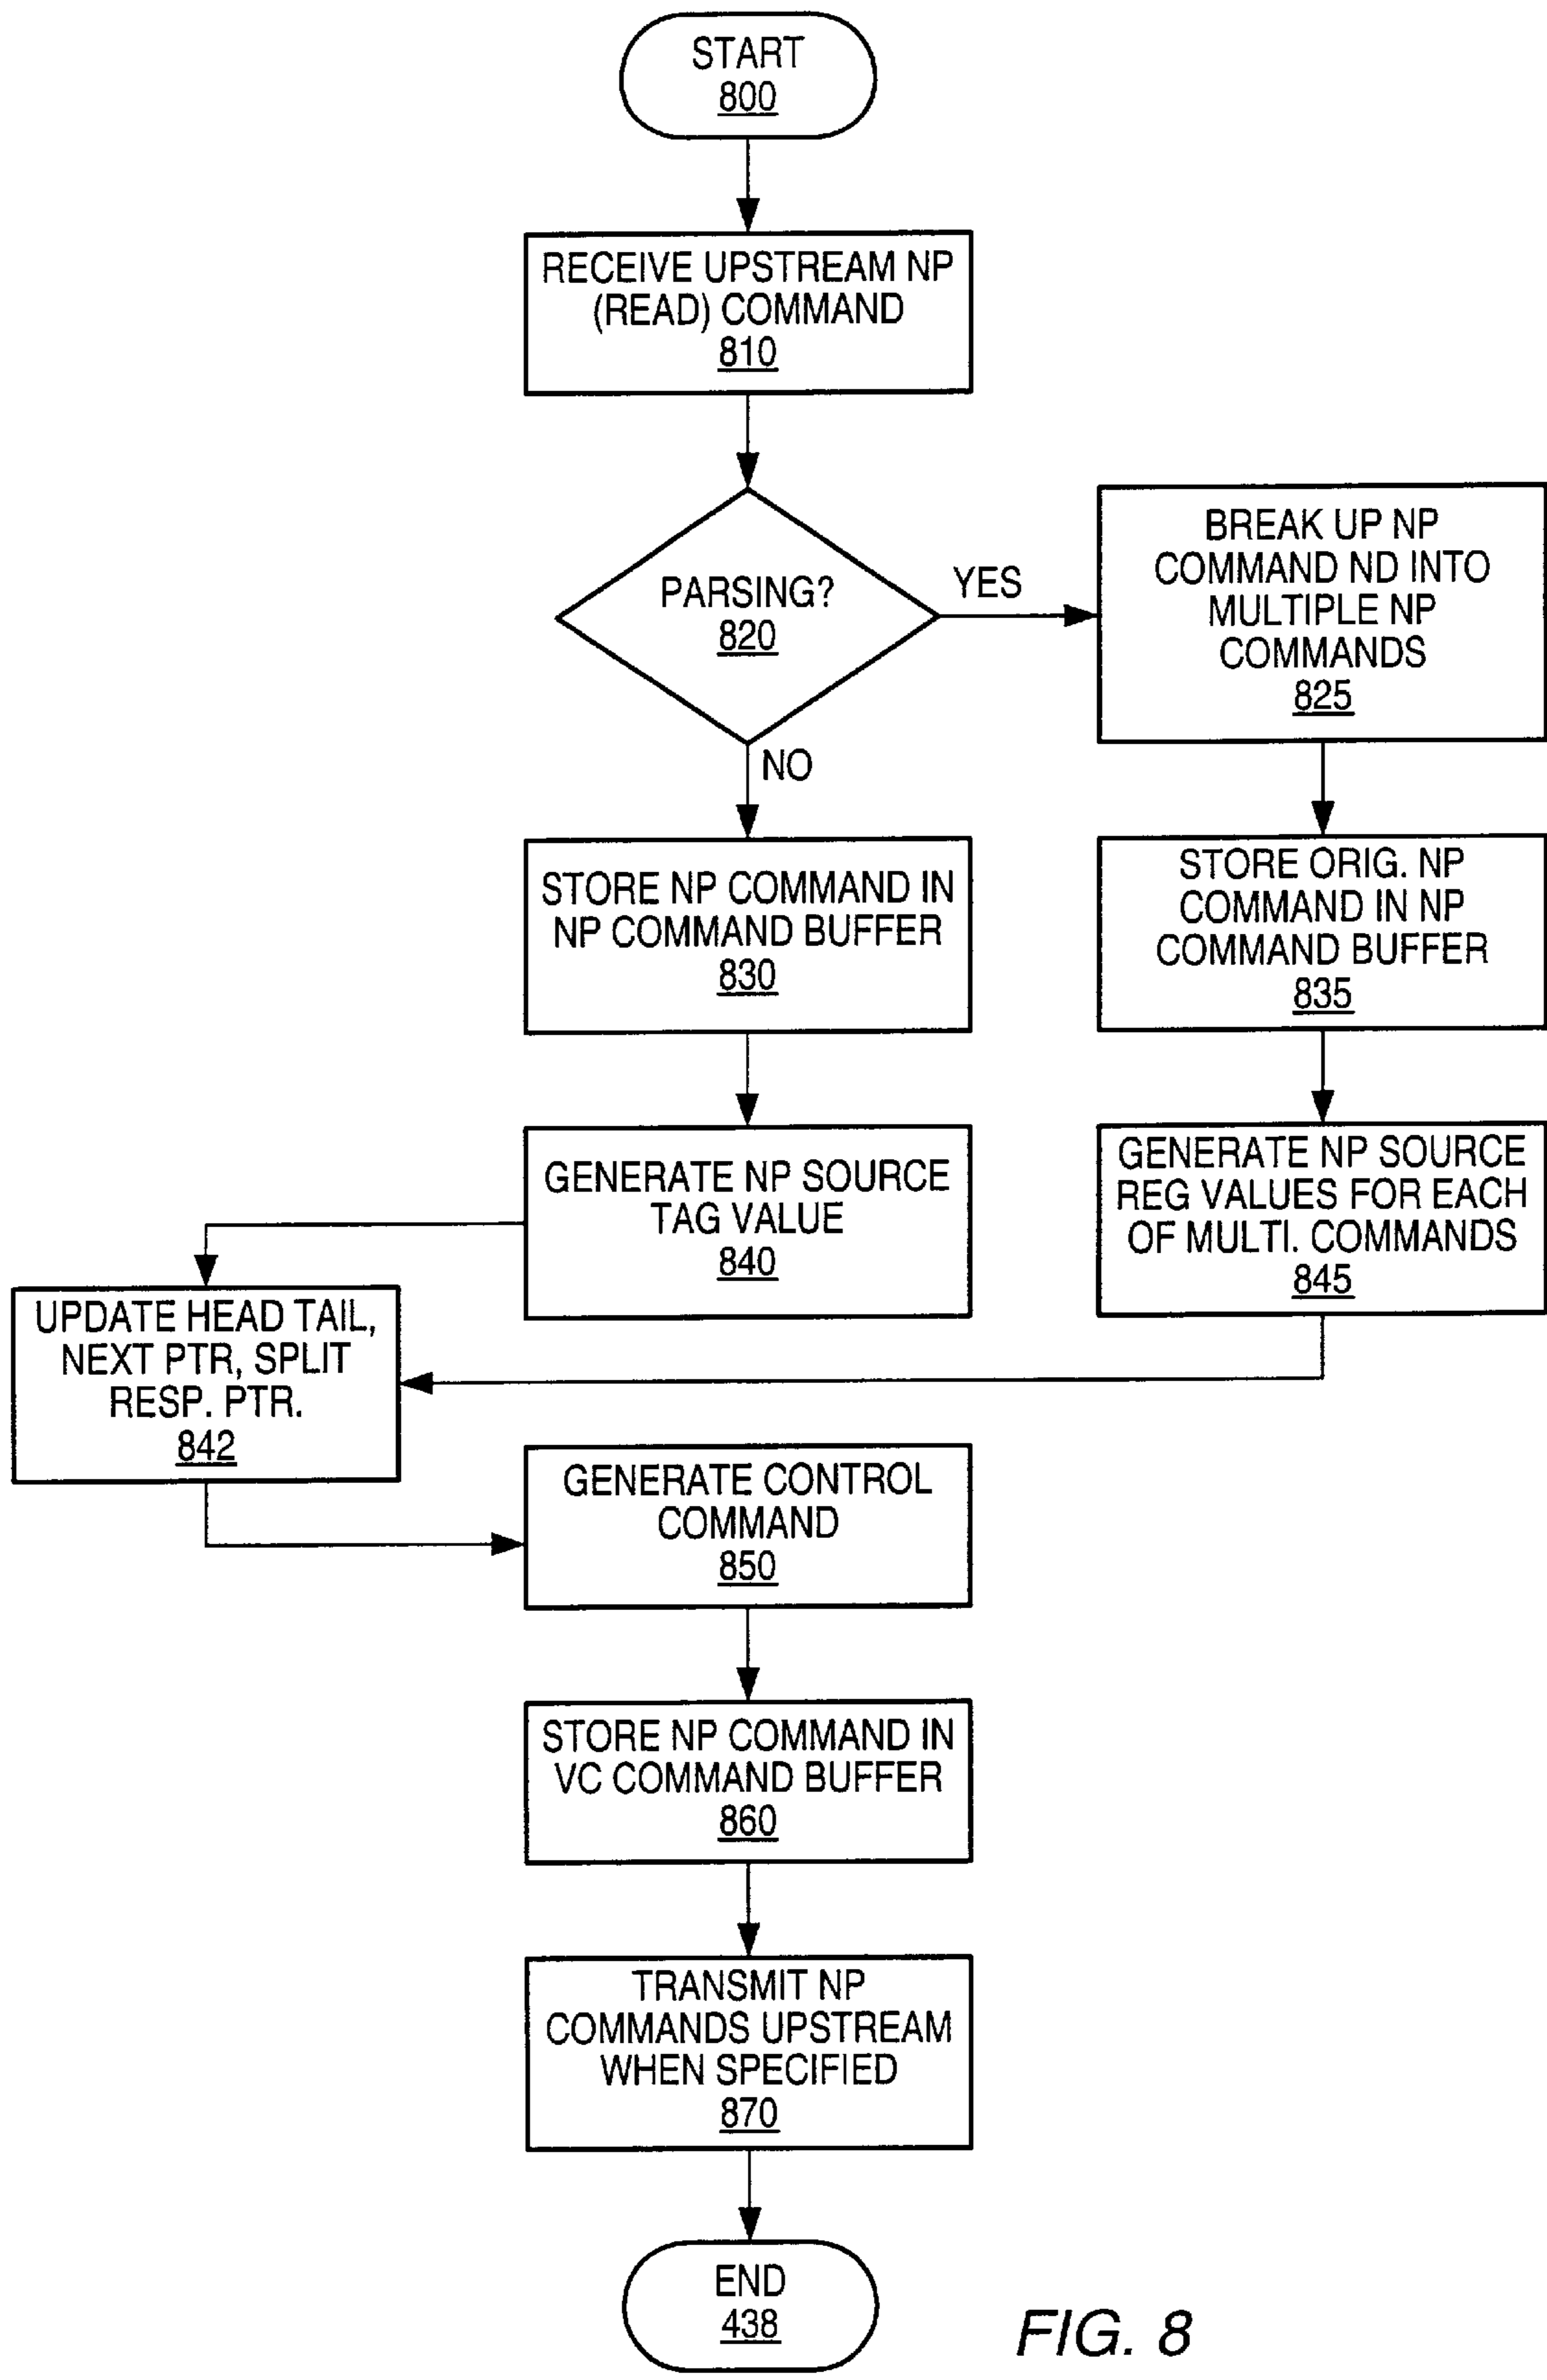 START
800
RECEIVE UPSTREAM NP
(READ) COMMAND
810
PARSING?
820
YES
BREAK UP NP
COMMAND ND INTO
MULTIPLE NP
COMMANDS
825
NO
STORE NP COMMAND IN
NP COMMAND BUFFER
830
STORE ORIG. NP
COMMAND IN NP
COMMAND BUFFER
835
GENERATE NP SOURCE
TAG VALUE
840
GENERATE NP SOURCE
REG VALUES FOR EACH
OF MULTI. COMMANDS
845
UPDATE HEAD TAIL,
NEXT PTR, SPLIT
RESP. PTR.
842
GENERATE CONTROL
COMMAND
850
STORE NP COMMAND IN
VC COMMAND BUFFER
860
TRANSMIT NP
COMMANDS UPSTREAM
WHEN SPECIFIED
870
END
438
FIG. 8